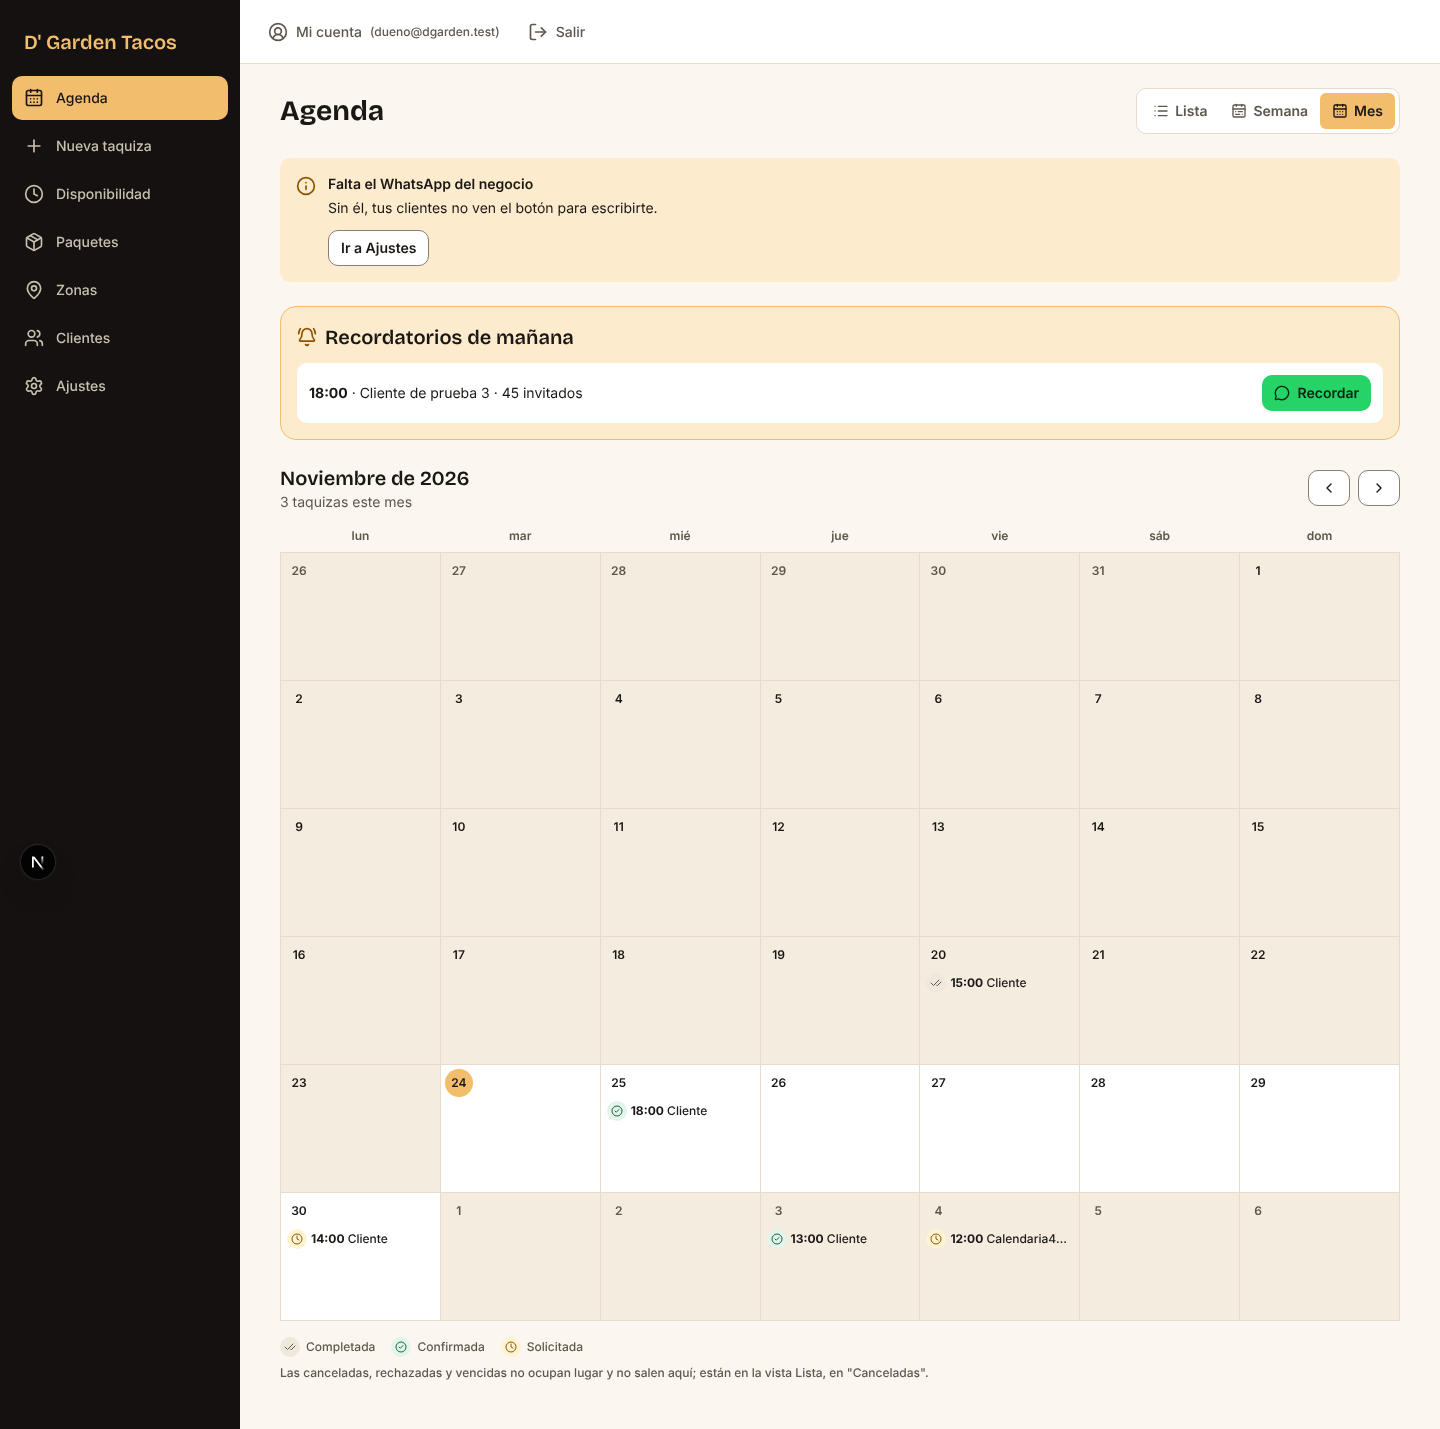 D' Garden Tacos
Agenda
Nueva taquiza
Disponibilidad
Paquetes
Zonas
Clientes
Ajustes
Mi cuenta (dueno@dgarden.test) Salir
Agenda
Lista Semana Mes
Falta el WhatsApp del negocio
Sin él, tus clientes no ven el botón para escribirte.
Ir a Ajustes
Recordatorios de mañana
18:00 · Cliente de prueba 3 · 45 invitados
Recordar
Noviembre de 2026
3 taquizas este mes
lun mar mié jue vie sáb dom
26 27 28 29 30 31 1
2 3 4 5 6 7 8
9 10 11 12 13 14 15
16 17 18 19 20 21 22
15:00 Cliente
23 24 25 26 27 28 29
18:00 Cliente
30 1 2 3 4 5 6
14:00 Cliente 13:00 Cliente 12:00 Calendaria4...
Completada Confirmada Solicitada
Las canceladas, rechazadas y vencidas no ocupan lugar y no salen aquí; están en la vista Lista, en "Canceladas".
N